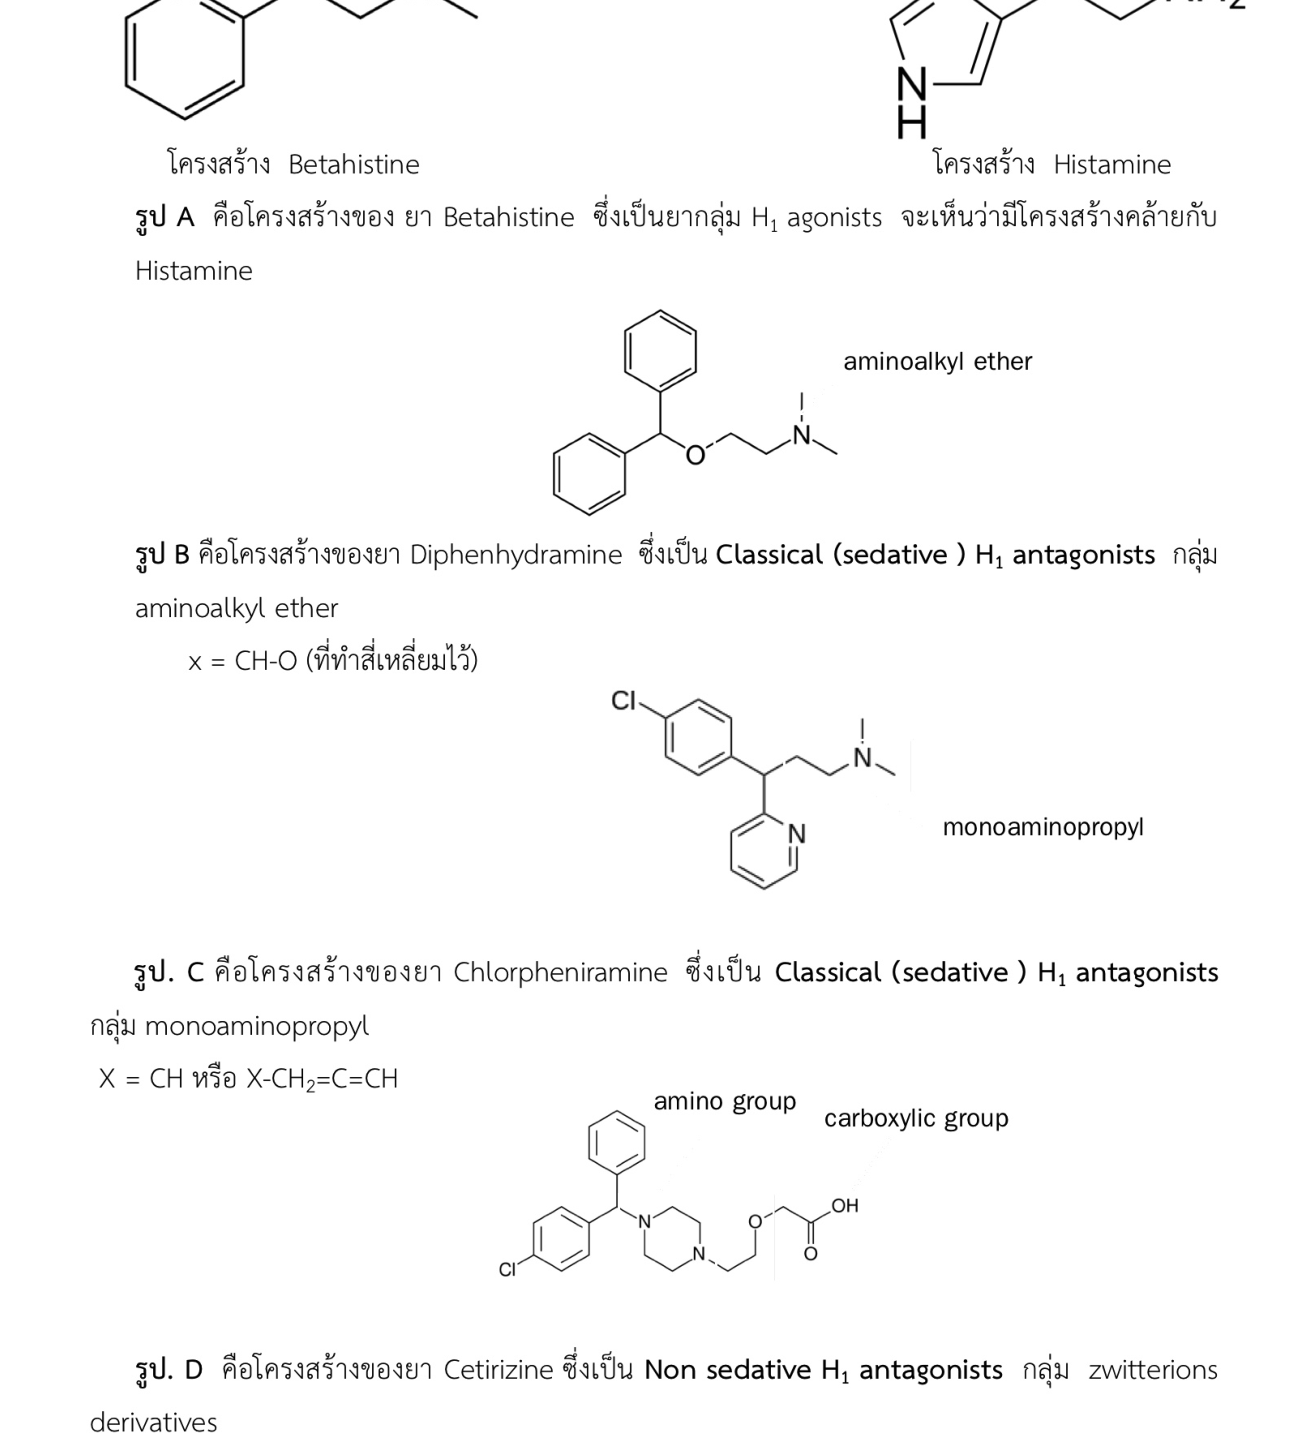 N
H
โครงสร้าง Betahistine
โครงสร้าง Histamine
รูป A คือโครงสร้างของ ยา Betahistine ซึ่งเป็นยากลุ่ม H₁ agonists จะเห็นว่ามีโครงสร้างคล้ายกับ
Histamine
aminoalkyl ether
N
O
รูป B คือโครงสร้างของยา Diphenhydramine ซึ่งเป็น Classical (sedative ) H₁ antagonists กลุ่ม
aminoalkyl ether
x = CH-O (ที่ทำสี่เหลี่ยมไว้)
Cl
N
N
monoaminopropyl
รูป. C คือโครงสร้างของยา Chlorpheniramine ซึ่งเป็น Classical (sedative ) H₁ antagonists
กลุ่ม monoaminopropyl
X = CH หรือ X-CH₂=C=CH
amino group
carboxylic group
OH
O
N
N
O
Cl
รูป. D คือโครงสร้างของยา Cetirizine ซึ่งเป็น Non sedative H₁ antagonists กลุ่ม zwitterions
derivatives